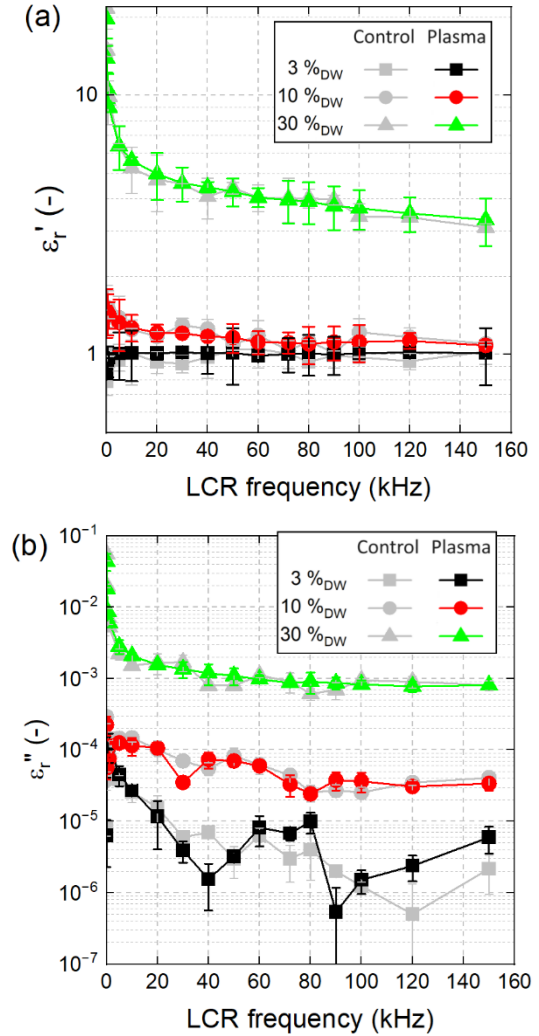 (a)
Control Plasma
3 %DW
10 %DW
30 %DW
10
1
εr' (-)
0 20 40 60 80 100 120 140 160
LCR frequency (kHz)
(b)
Control Plasma
3 %DW
10 %DW
30 %DW
10⁻¹
10⁻²
10⁻³
10⁻⁴
10⁻⁵
10⁻⁶
10⁻⁷
εr'' (-)
0 20 40 60 80 100 120 140 160
LCR frequency (kHz)